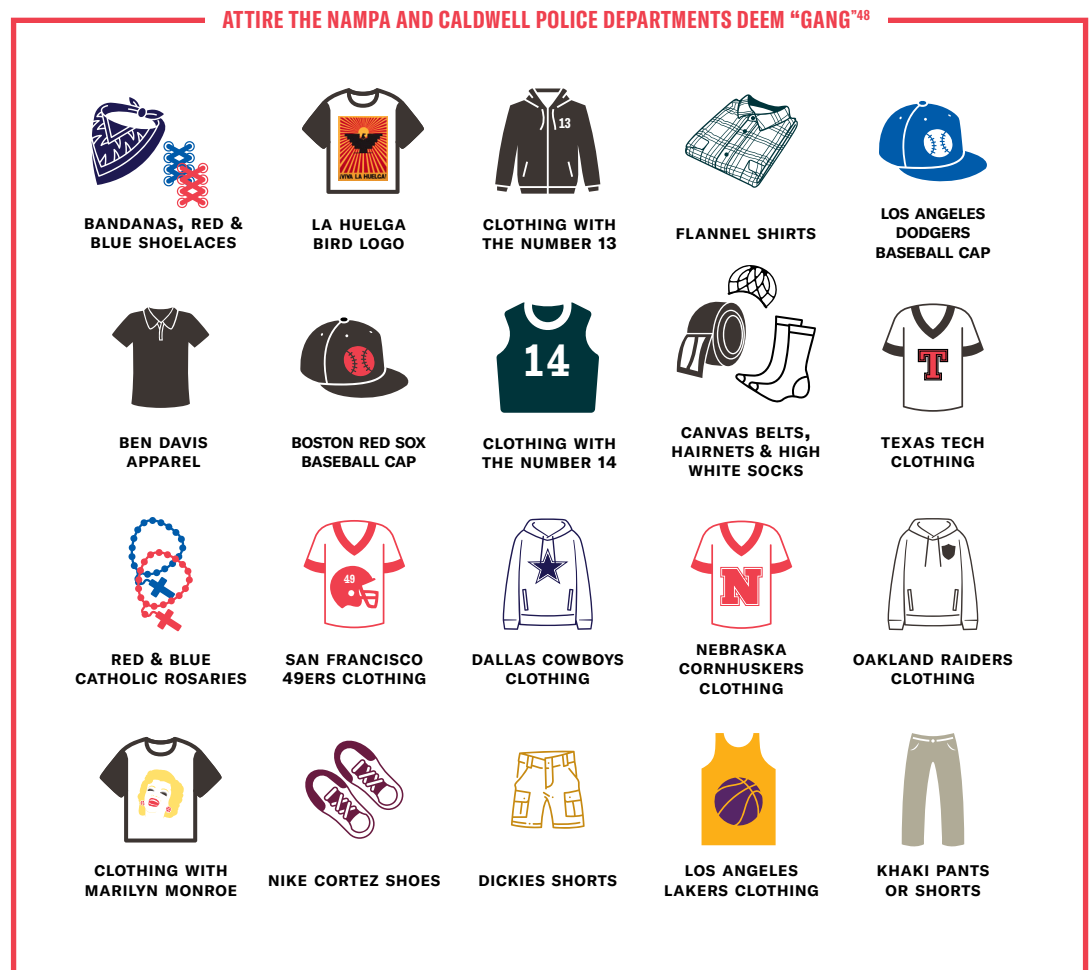 ATTIRE THE NAMPA AND CALDWELL POLICE DEPARTMENTS DEEM “GANG”48
¡VIVA LA HUELGA!
13
BANDANAS, RED &
BLUE SHOELACES
LA HUELGA
BIRD LOGO
CLOTHING WITH
THE NUMBER 13
FLANNEL SHIRTS
LOS ANGELES
DODGERS
BASEBALL CAP
14
T
BEN DAVIS
APPAREL
BOSTON RED SOX
BASEBALL CAP
CLOTHING WITH
THE NUMBER 14
CANVAS BELTS,
HAIRNETS & HIGH
WHITE SOCKS
TEXAS TECH
CLOTHING
49
N
RED & BLUE
CATHOLIC ROSARIES
SAN FRANCISCO
49ERS CLOTHING
DALLAS COWBOYS
CLOTHING
NEBRASKA
CORNHUSKERS
CLOTHING
OAKLAND RAIDERS
CLOTHING
CLOTHING WITH
MARILYN MONROE
NIKE CORTEZ SHOES
DICKIES SHORTS
LOS ANGELES
LAKERS CLOTHING
KHAKI PANTS
OR SHORTS